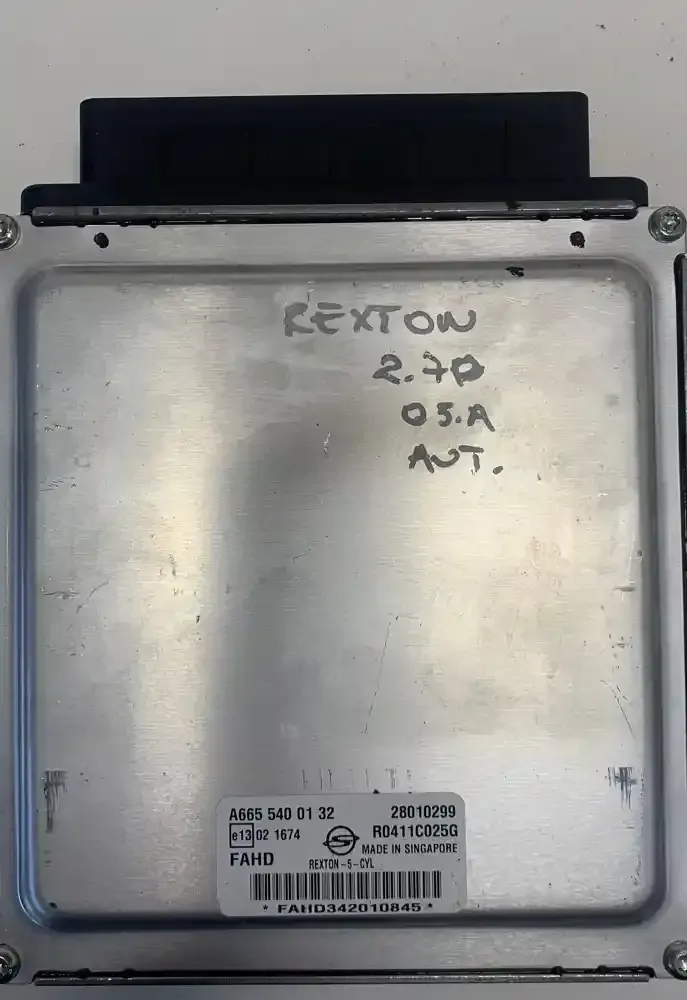 REXTON
2.7D
05.A
AUT.
A665 540 01 32 28010299
e13 02 1674 R0411C025G
MADE IN SINGAPORE
FAHD REXTON-5-CYL
* FAHD342010845 *